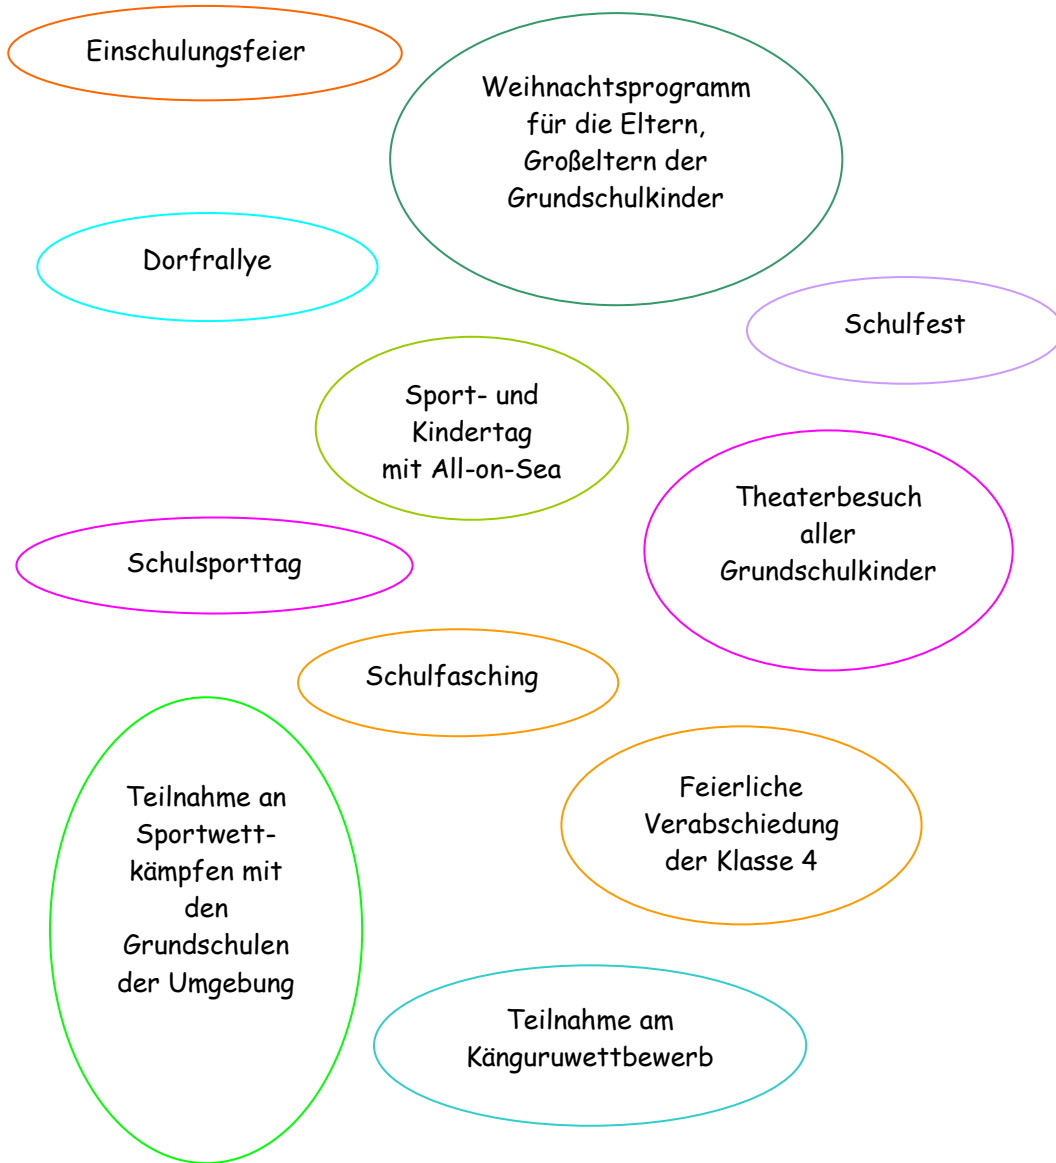 Einschulungsfeier
Weihnachtsprogramm
für die Eltern,
Großeltern der
Grundschulkinder
Dorfrallye
Schulfest
Sport- und
Kindertag
mit All-on-Sea
Theaterbesuch
aller
Grundschulkinder
Schulsporttag
Schulfasching
Teilnahme an
Sportwett-
kämpfen mit
den
Grundschulen
der Umgebung
Feierliche
Verabschiedung
der Klasse 4
Teilnahme am
Känguruwettbewerb